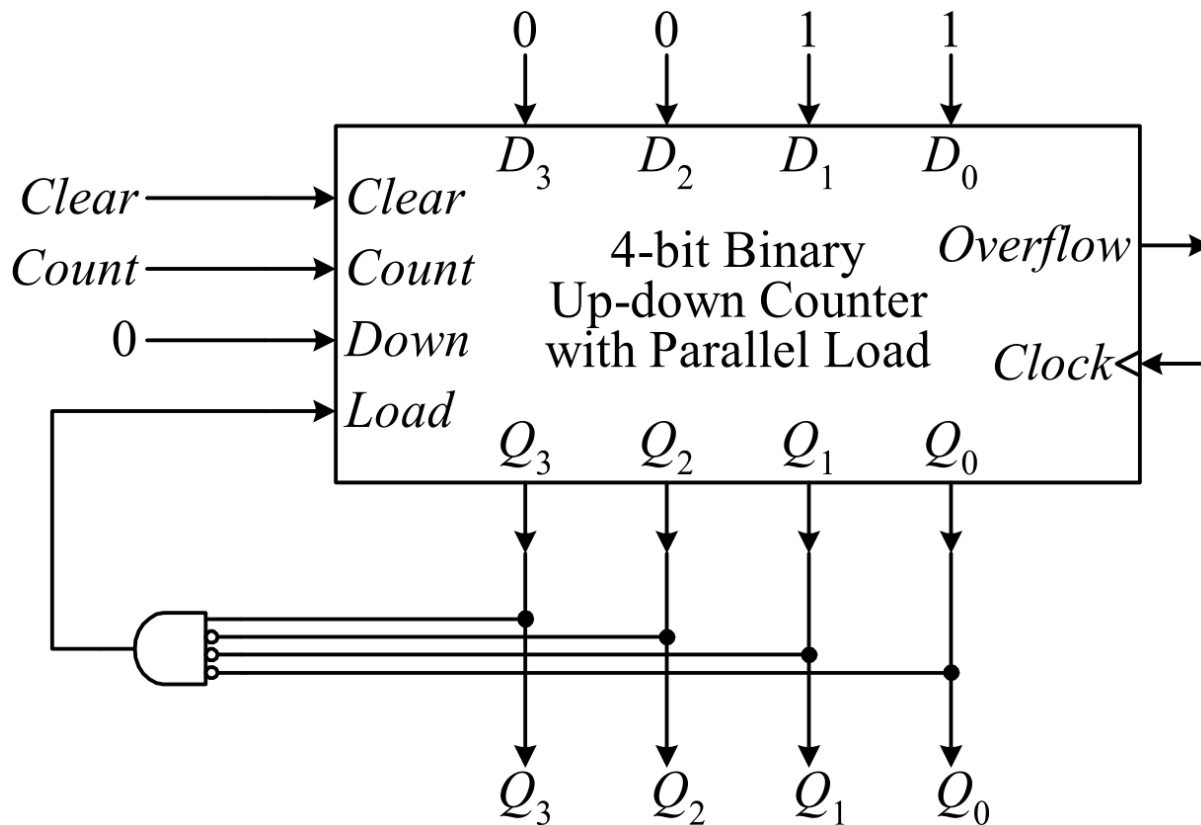 0 0 1 1
D3 D2 D1 D0
Clear Clear
Count Count
0 Down
Load
4-bit Binary
Up-down Counter
with Parallel Load
Overflow
Clock
Q3 Q2 Q1 Q0
Q3 Q2 Q1 Q0